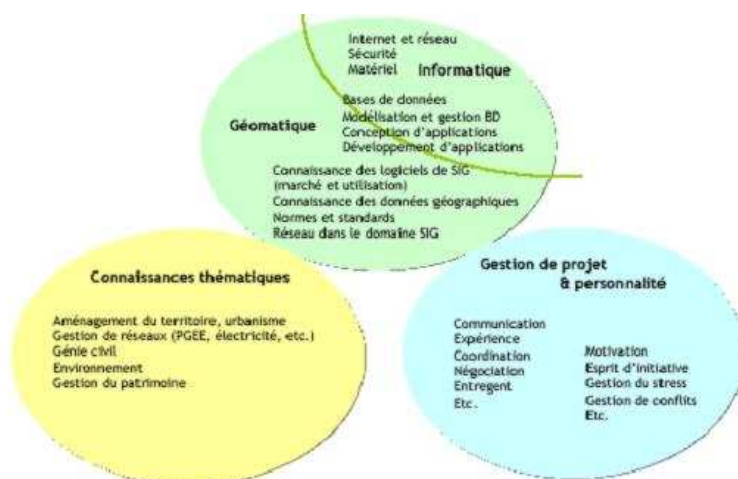 Internet et réseau
Sécurité
Matériel Informatique
Bases de données
Géomatique
Modélisation et gestion BD
Conception d'applications
Développement d'applications
Connaissance des logiciels de SIG
(marché et utilisation)
Connaissance des données géographiques
Normes et standards
Réseau dans le domaine SIG
Connaissances thématiques
Aménagement du territoire, urbanisme
Gestion de réseaux (PGEE, électricité, etc.)
Génie civil
Environnement
Gestion du patrimoine
Gestion de projet
& personnalité
Communication
Expérience
Coordination
Négociation
Entregent
Etc.
Motivation
Esprit d'initiative
Gestion du stress
Gestion de conflits
Etc.